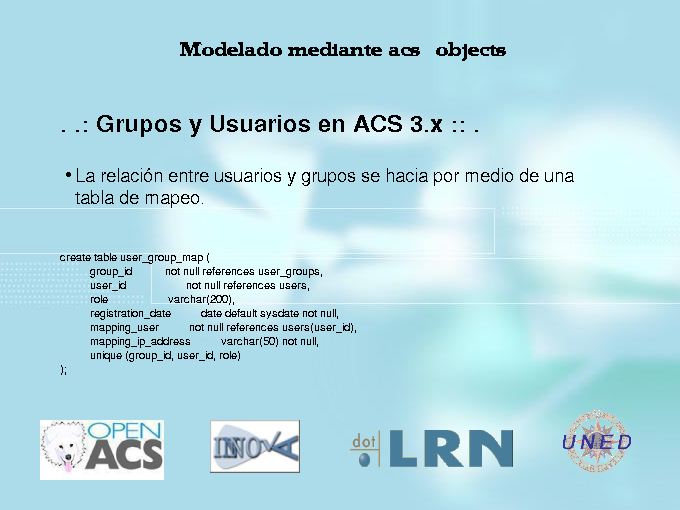 Modelado mediante acs objects
. .: Grupos y Usuarios en ACS 3.x :: .
• La relación entre usuarios y grupos se hacia por medio de una
tabla de mapeo.
create table user_group_map (
group_id not null references user_groups,
user_id not null references users,
role varchar(200),
registration_date date default sysdate not null,
mapping_user not null references users(user_id),
mapping_ip_address varchar(50) not null,
unique (group_id, user_id, role)
);
OPEN
ACS
INNOVA
dot LRN
UNED